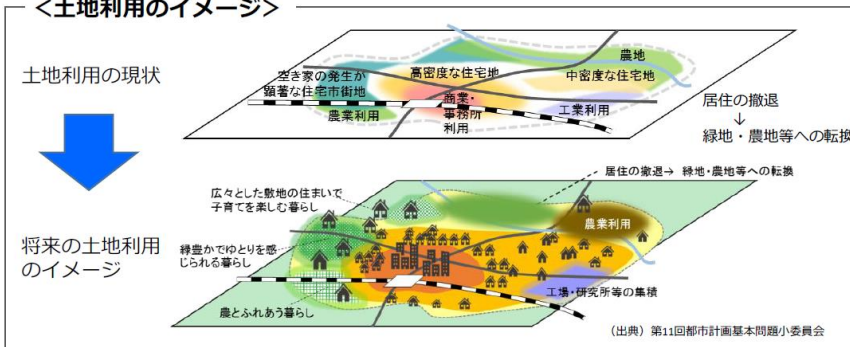 <土地利用のイメージ>
土地利用の現状
空き家の発生が
顕著な住宅市街地
高密度な住宅地
農地
中密度な住宅地
農業利用
商業・
事務所
利用
工業利用
居住の撤退
↓
緑地・農地等への転換
将来の土地利用
のイメージ
居住の撤退→ 緑地・農地等への転換
広々とした敷地の住まいで
子育てを楽しむ暮らし
農業利用
緑豊かでゆとりを感
じられる暮らし
工場・研究所等の集積
農とふれあう暮らし
（出典）第11回都市計画基本問題小委員会